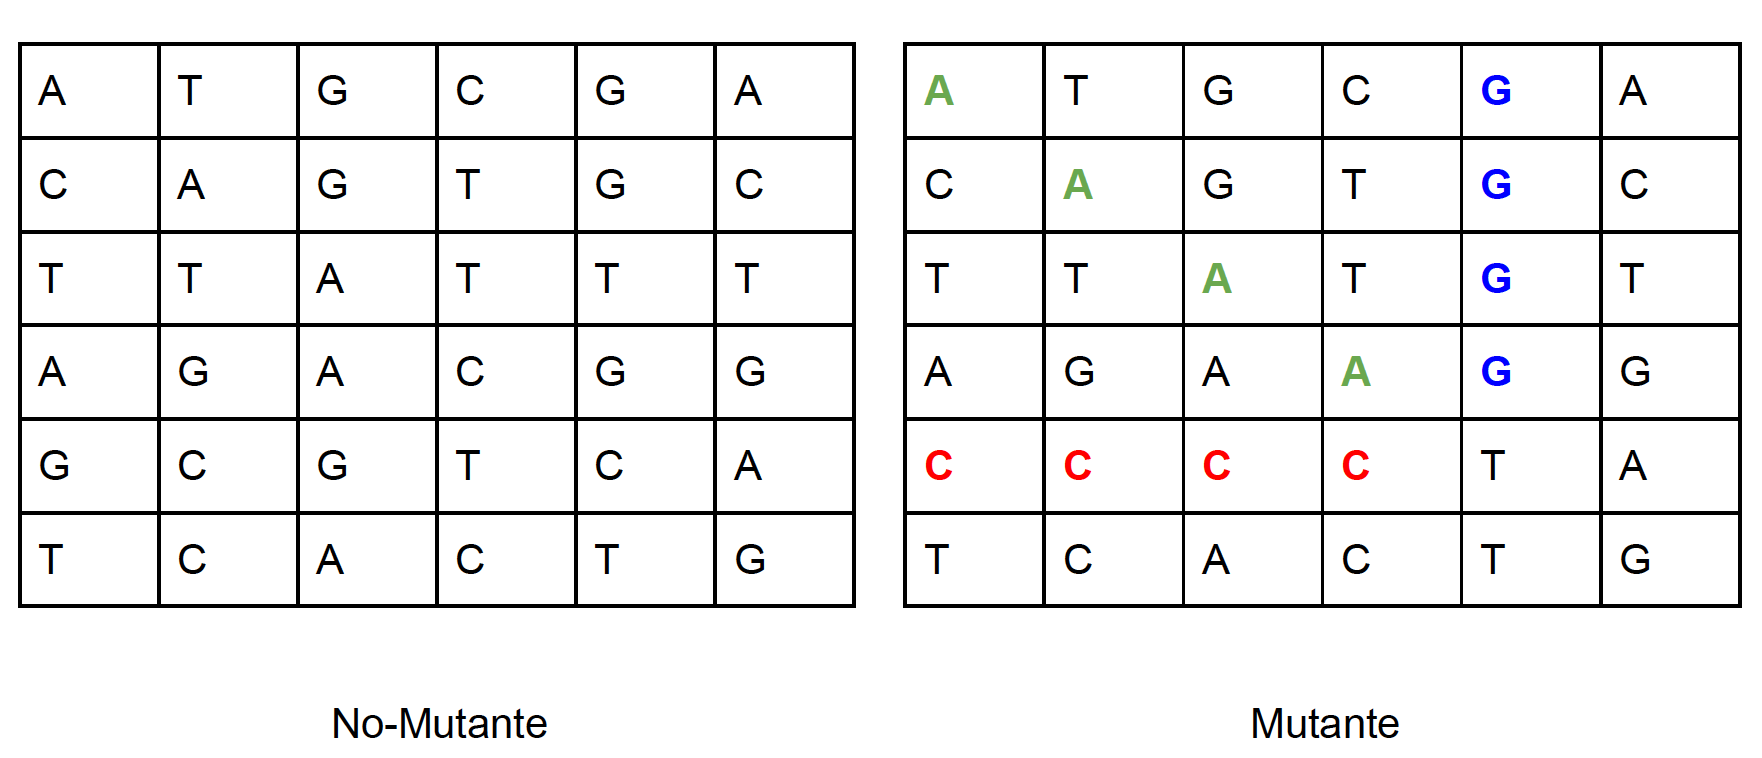 A T G C G A
C A G T G C
T T A T T T
A G A C G G
G C G T C A
T C A C T G
No-Mutante
A T G C G A
C A G T G C
T T A T G T
A G A A G G
C C C C T A
T C A C T G
Mutante